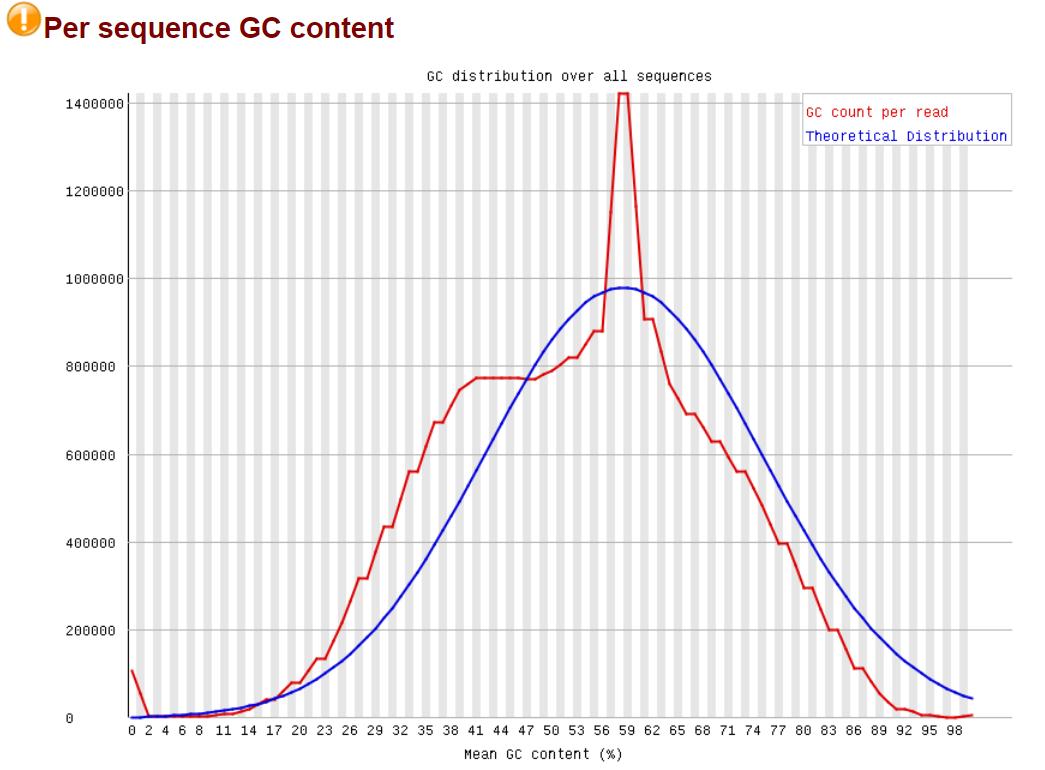 Per sequence GC content
GC distribution over all sequences
GC count per read
Theoretical Distribution
1400000
1200000
1000000
800000
600000
400000
200000
0
0 2 4 6 8 11 14 17 20 23 26 29 32 35 38 41 44 47 50 53 56 59 62 65 68 71 74 77 80 83 86 89 92 95 98
Mean GC content (%)